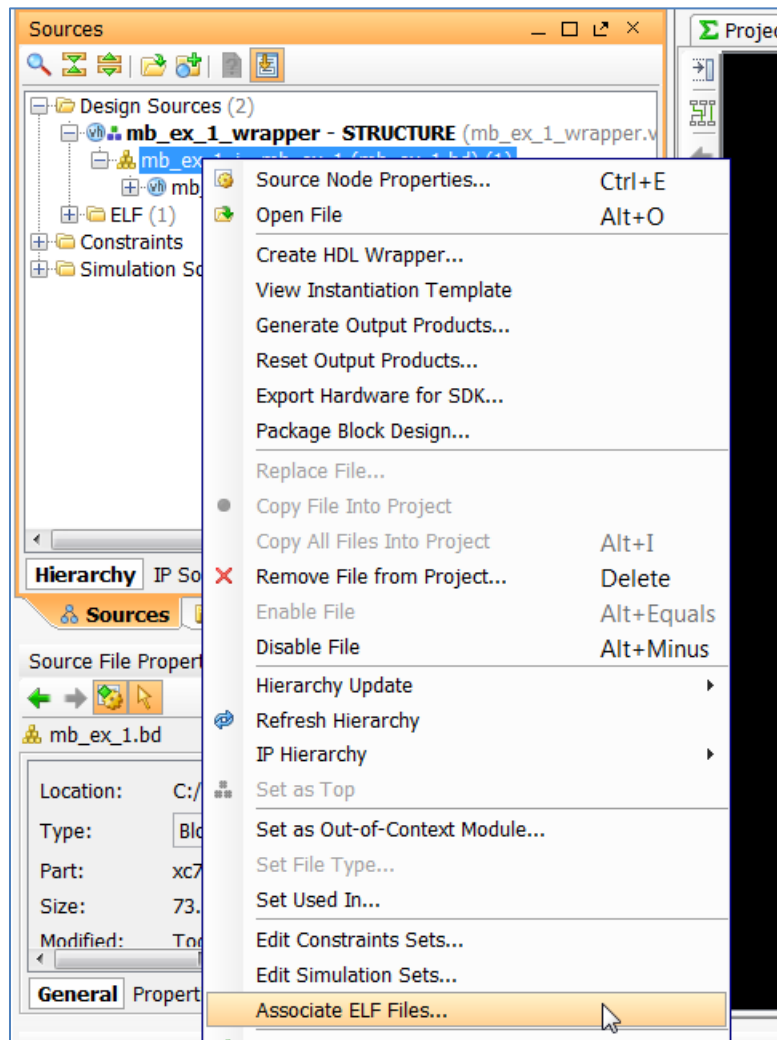 Sources
Σ Projec
Design Sources (2)
mb_ex_1_wrapper - STRUCTURE (mb_ex_1_wrapper.v
mb_ex_1_i - mb_ex_1 (mb_ex_1.bd) (1)
mb_
ELF (1)
Constraints
Simulation So
Hierarchy IP So
Sources
Source File Propert
mb_ex_1.bd
Location: C:/
Type: Blo
Part: xc7
Size: 73.
Modified: Too
General Propert
Source Node Properties... Ctrl+E
Open File Alt+O
Create HDL Wrapper...
View Instantiation Template
Generate Output Products...
Reset Output Products...
Export Hardware for SDK...
Package Block Design...
Replace File...
Copy File Into Project
Copy All Files Into Project Alt+I
Remove File from Project... Delete
Enable File Alt+Equals
Disable File Alt+Minus
Hierarchy Update
Refresh Hierarchy
IP Hierarchy
Set as Top
Set as Out-of-Context Module...
Set File Type...
Set Used In...
Edit Constraints Sets...
Edit Simulation Sets...
Associate ELF Files...